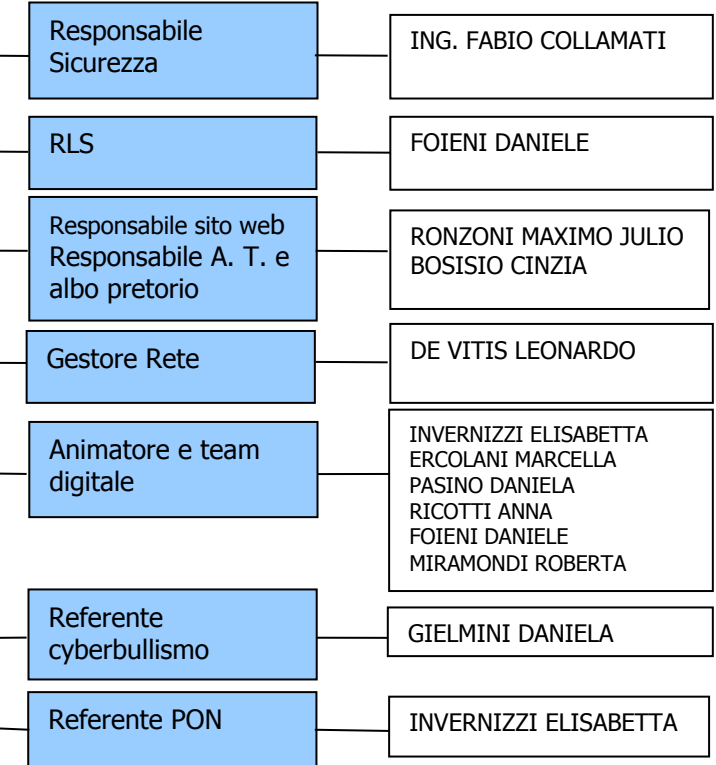 Responsabile
Sicurezza
ING. FABIO COLLAMATI
RLS
FOIENI DANIELE
Responsabile sito web
Responsabile A. T. e
albo pretorio
RONZONI MAXIMO JULIO
BOSISIO CINZIA
Gestore Rete
DE VITIS LEONARDO
Animatore e team
digitale
INVERNIZZI ELISABETTA
ERCOLANI MARCELLA
PASINO DANIELA
RICOTTI ANNA
FOIENI DANIELE
MIRAMONDI ROBERTA
Referente
cyberbullismo
GIELMINI DANIELA
Referente PON
INVERNIZZI ELISABETTA